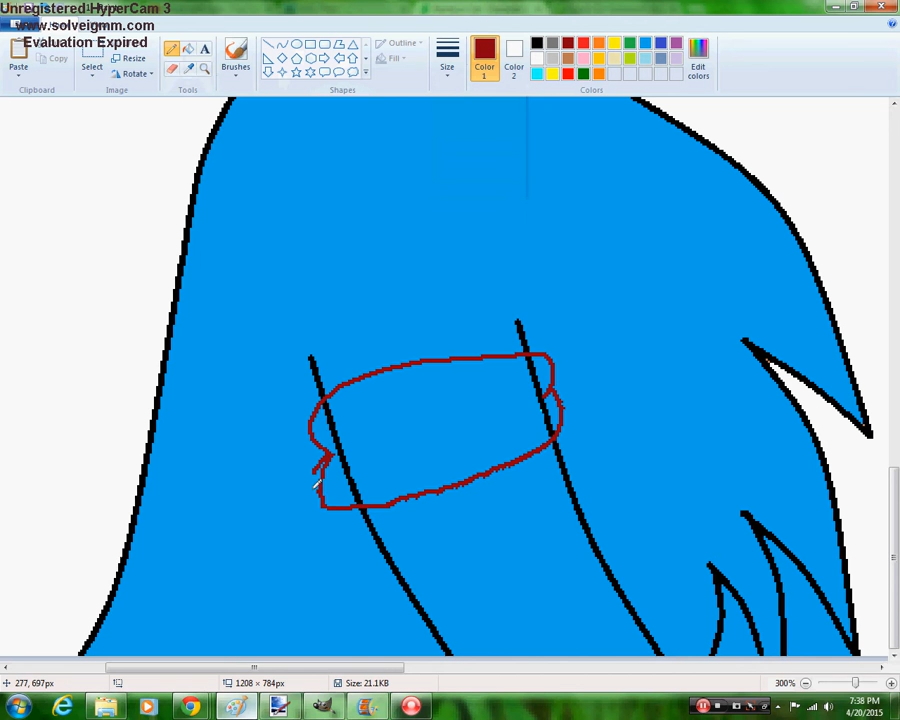 Unregistered HyperCam 3
www.solveigmm.com
Evaluation Expired
Paste
Copy
Select
Resize
Rotate
A
Brushes
Outline
Fill
Size
Color 1
Color 2
Edit colors
Clipboard
Image
Tools
Shapes
Colors
277, 697px
1208 × 784px
Size: 21.1KB
300%
7:38 PM
4/20/2015